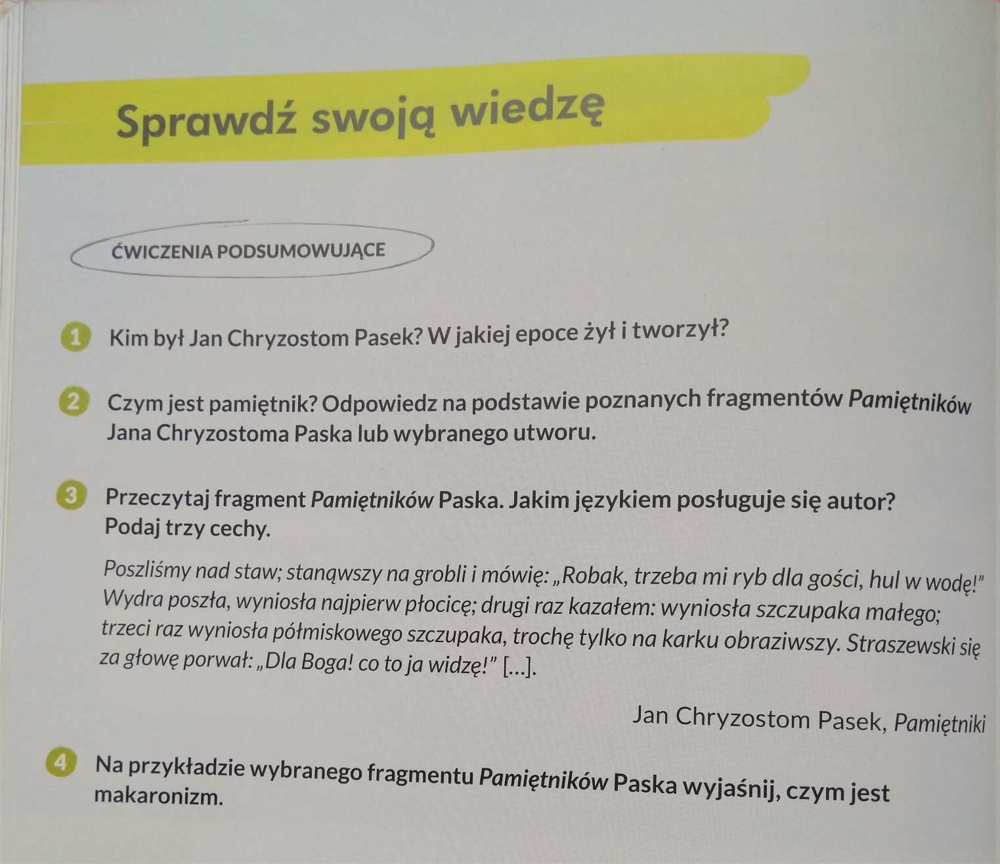 Sprawdź swoją wiedzę
ĆWICZENIA PODSUMOWUJĄCE
1 Kim był Jan Chryzostom Pasek? W jakiej epoce żył i tworzył?
2 Czym jest pamiętnik? Odpowiedz na podstawie poznanych fragmentów Pamiętników
Jana Chryzostoma Paska lub wybranego utworu.
3 Przeczytaj fragment Pamiętników Paska. Jakim językiem posługuje się autor?
Podaj trzy cechy.
Poszliśmy nad staw; stanąwszy na grobli i mówię: „Robak, trzeba mi ryb dla gości, hul w wodę!”
Wydra poszła, wyniosła najpierw płocicę; drugi raz kazałem: wyniosła szczupaka małego;
trzeci raz wyniosła półmiskowego szczupaka, trochę tylko na karku obraziwszy. Straszewski się
za głowę porwał: „Dla Boga! co to ja widzę!” [...].
Jan Chryzostom Pasek, Pamiętniki
4 Na przykładzie wybranego fragmentu Pamiętników Paska wyjaśnij, czym jest
makaronizm.